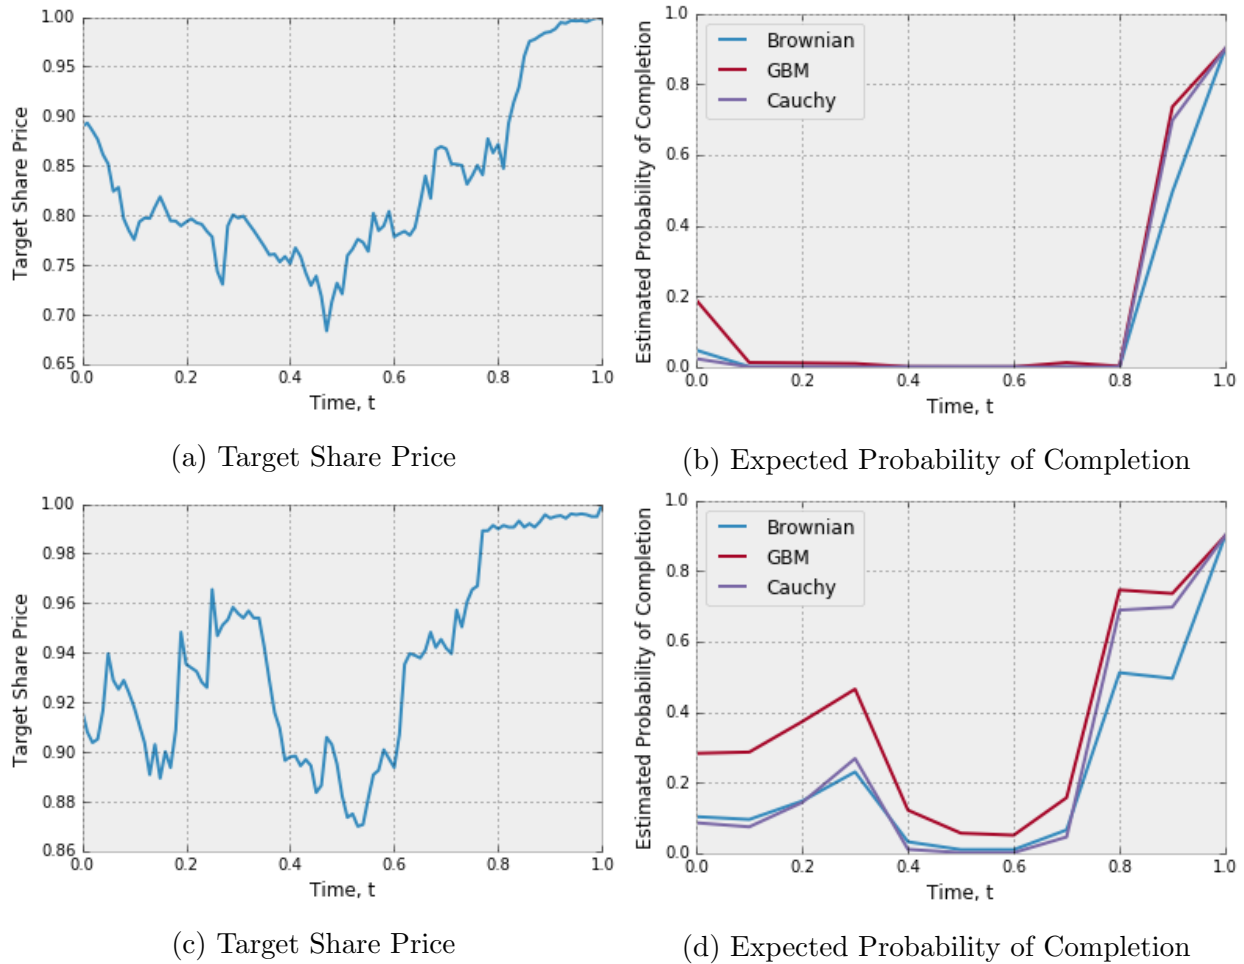 1.00
0.95
0.90
0.85
0.80
0.75
0.70
0.65
Target Share Price
0.0 0.2 0.4 0.6 0.8 1.0
Time, t
(a) Target Share Price
1.0
0.8
0.6
0.4
0.2
0.0
Estimated Probability of Completion
Brownian
GBM
Cauchy
0.0 0.2 0.4 0.6 0.8 1.0
Time, t
(b) Expected Probability of Completion
1.00
0.98
0.96
0.94
0.92
0.90
0.88
0.86
Target Share Price
0.0 0.2 0.4 0.6 0.8 1.0
Time, t
(c) Target Share Price
1.0
0.8
0.6
0.4
0.2
0.0
Estimated Probability of Completion
Brownian
GBM
Cauchy
0.0 0.2 0.4 0.6 0.8 1.0
Time, t
(d) Expected Probability of Completion